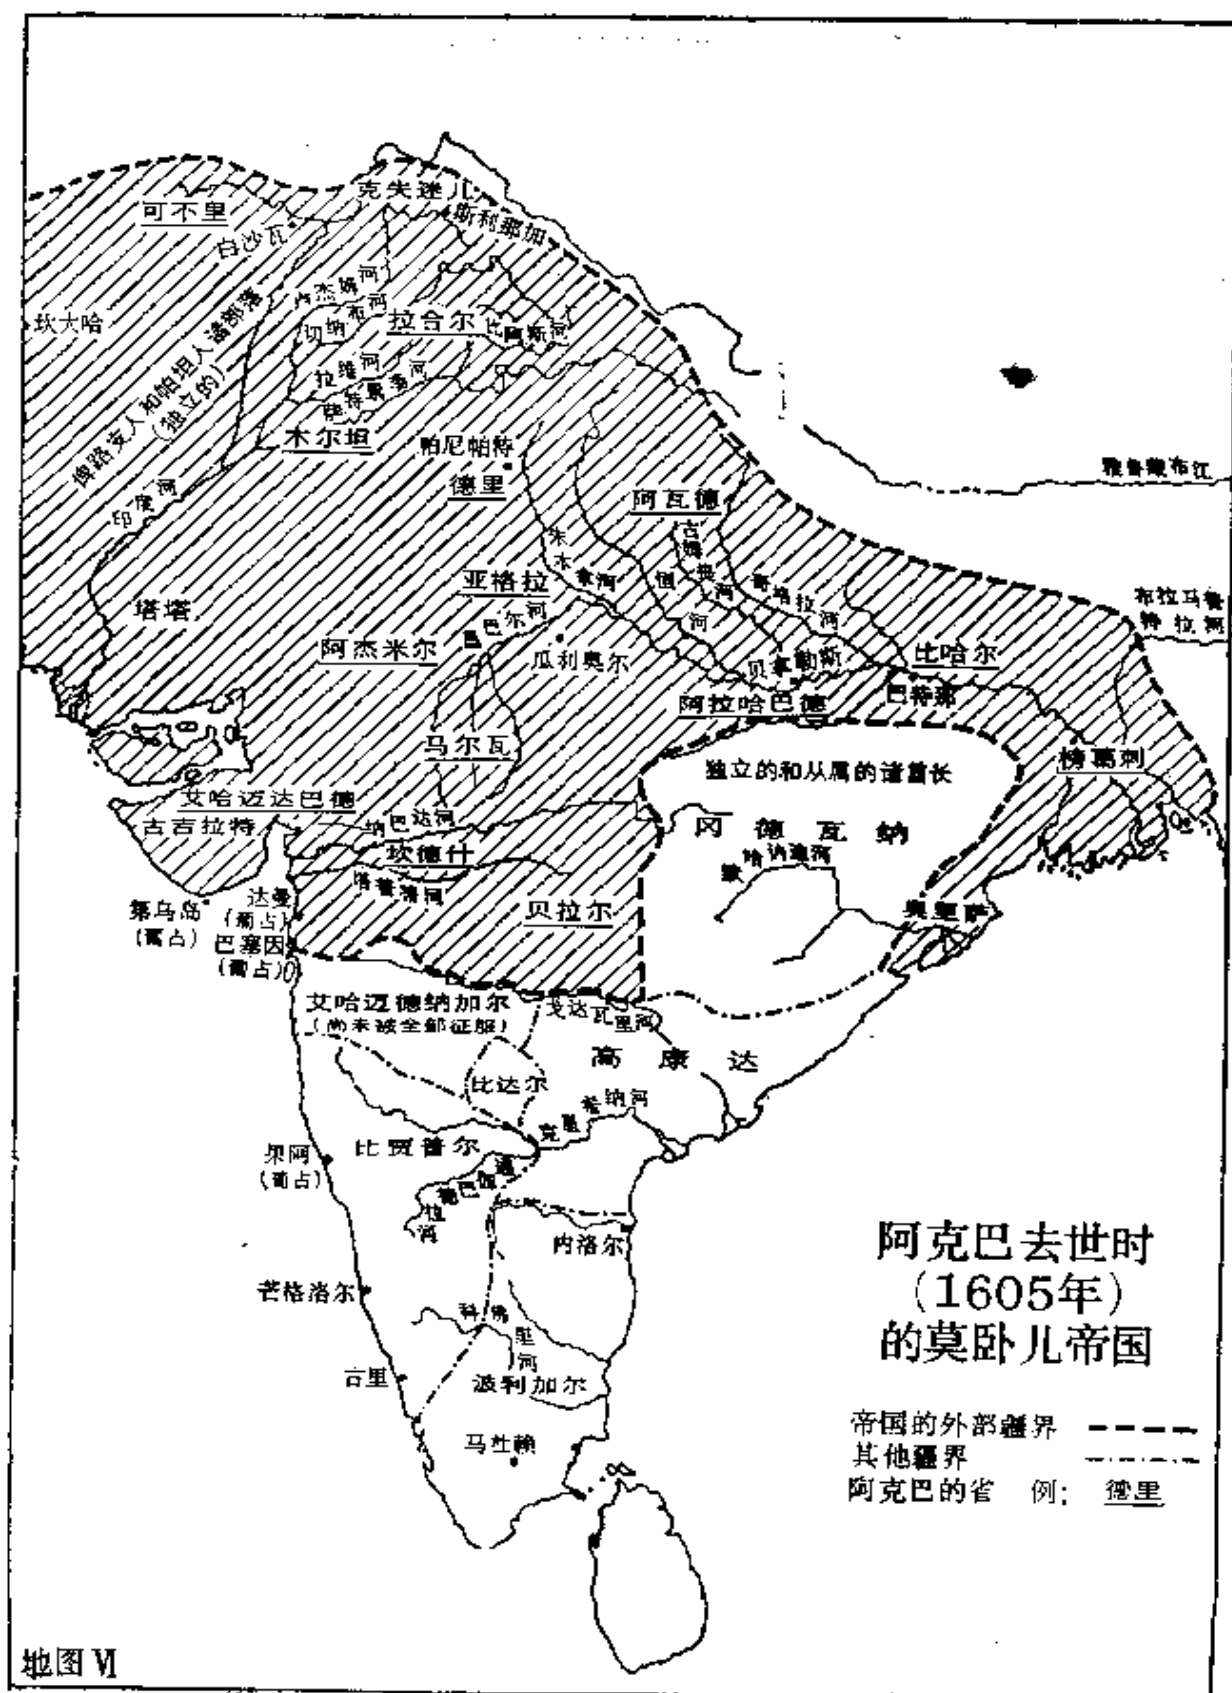 克失迷儿
斯利那加
可不里
白沙瓦
坎大哈
俾路支人和帕坦人诸部落
(独立的)
卢杰姆河
切纳布河
拉合尔
比阿斯河
拉维河
木尔坦
帕尼帕特
德里
雅鲁藏布江
印度河
阿瓦德
古姆提河
朱木拿河
恒河
哥格拉河
亚格拉
塔塔
阿杰米尔
昌巴尔河
瓜利奥尔
布拉马普
特拉河
贝拿勒斯
比哈尔
阿拉哈巴德
巴特那
马尔瓦
榜葛剌
独立的和从属的诸酋长
冈德瓦纳
艾哈迈达巴德
古吉拉特
纳巴达河
坎德什
塔普蒂河
默哈纳迪河
贝拉尔
奥里萨
第乌岛
(葡占)
达曼
(葡占)
巴塞因
(葡占)
艾哈迈德纳加尔
(尚未被全部征服)
戈达瓦里河
高康达
比达尔
克里希纳河
比贾普尔
果阿
(葡占)
通伽巴德拉河
内洛尔
芒格洛尔
科佛里河
古里
波利加尔
马杜赖
阿克巴去世时
(1605年)
的莫卧儿帝国
帝国的外部疆界
其他疆界
阿克巴的省 例: 德里
地图 Ⅵ